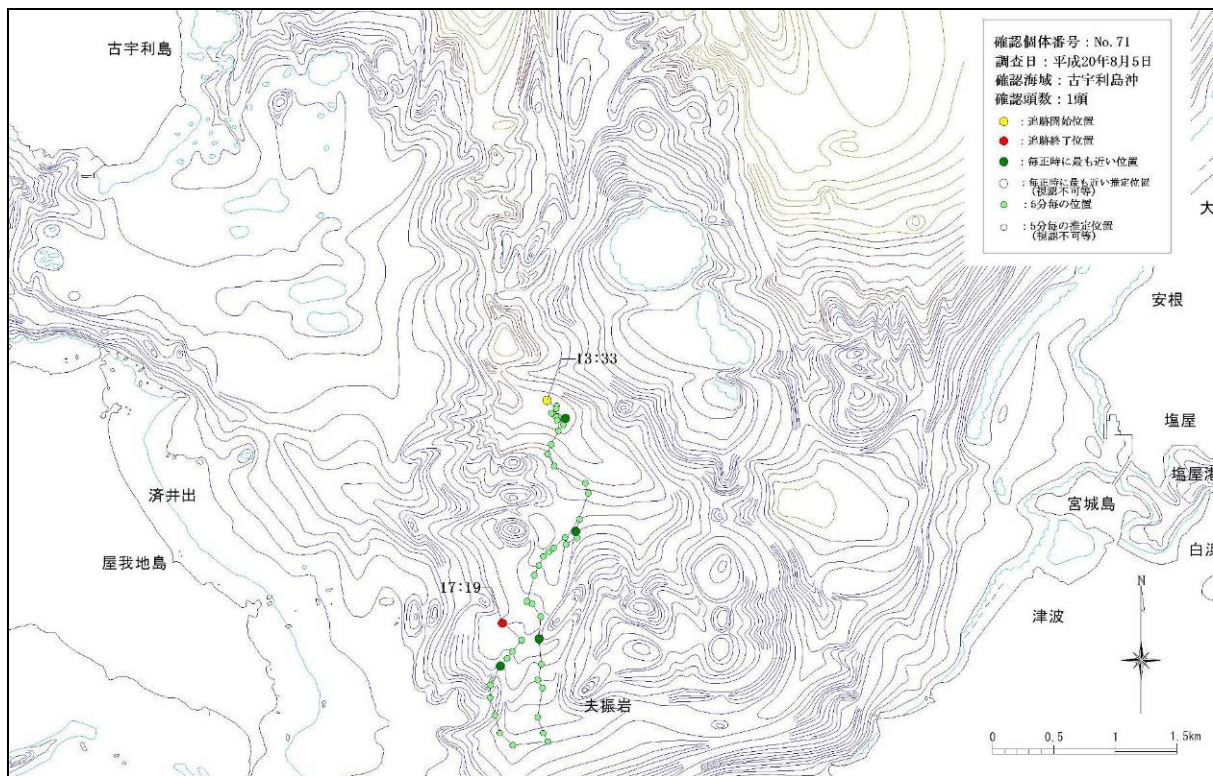 古宇利島
確認個体番号：No.71
調査日：平成20年8月5日
確認海域：古宇利島沖
確認頭数：1頭
：追跡開始位置
：追跡終了位置
：毎正時に最も近い位置
：毎正時に最も近い推定位置
（視認不可等）
：5分毎の位置
：5分毎の推定位置
（視認不可等）
大
安根
13:33
塩屋
塩屋
済井出
宮城島
屋我地島
白浜
17:19
N
津波
夫振岩
0 0.5 1 1.5km